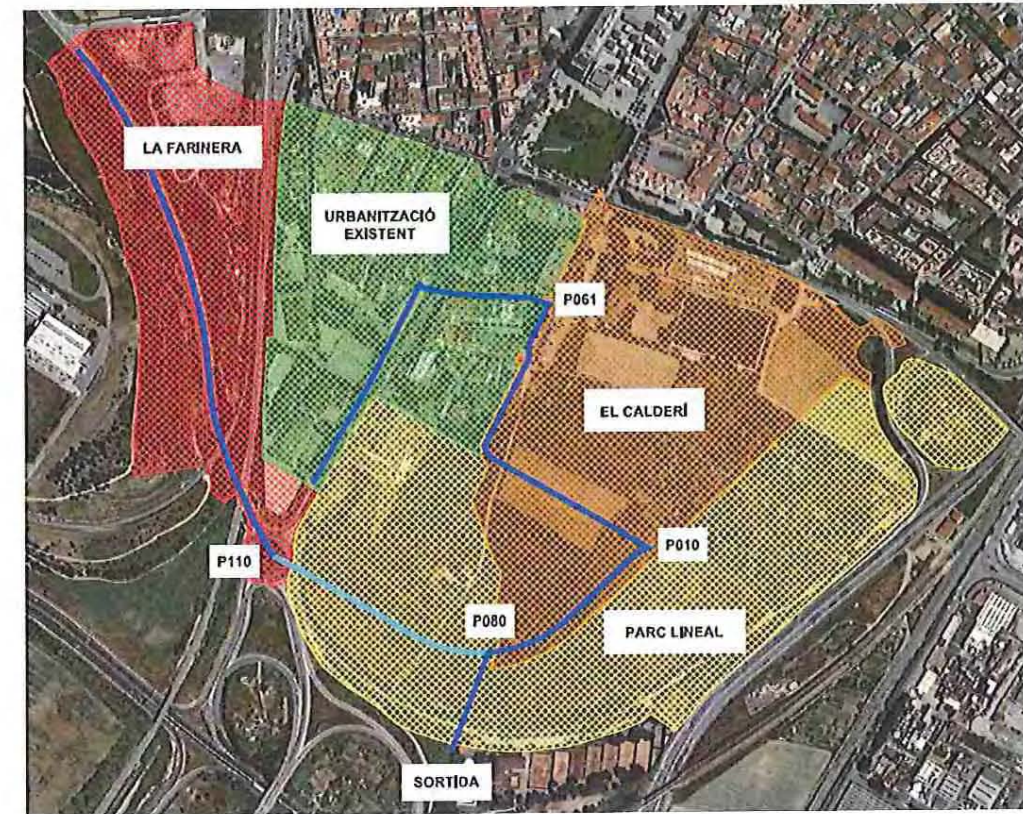 LA FARINERA
URBANITZACIÓ
EXISTENT
P061
EL CALDERÍ
P010
P110
P080
PARC LINEAL
SORTIDA